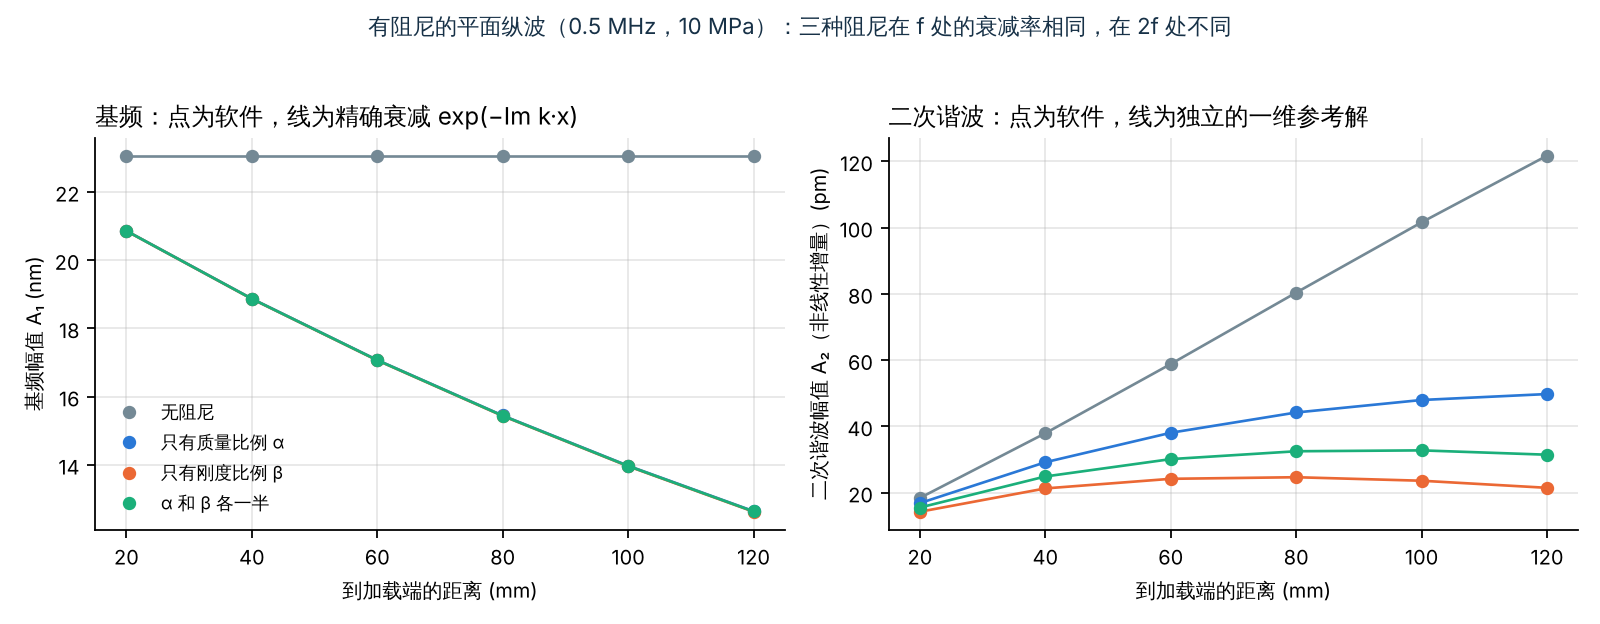 有阻尼的平面纵波（0.5 MHz，10 MPa）：三种阻尼在 f 处的衰减率相同，在 2f 处不同
基频：点为软件，线为精确衰减 exp(−Im k·x)
基频幅值 A₁ (nm)
22
20
18
16
14
无阻尼
只有质量比例 α
只有刚度比例 β
α 和 β 各一半
20 40 60 80 100 120
到加载端的距离 (mm)
二次谐波：点为软件，线为独立的一维参考解
二次谐波幅值 A₂（非线性增量）(pm)
120
100
80
60
40
20
20 40 60 80 100 120
到加载端的距离 (mm)